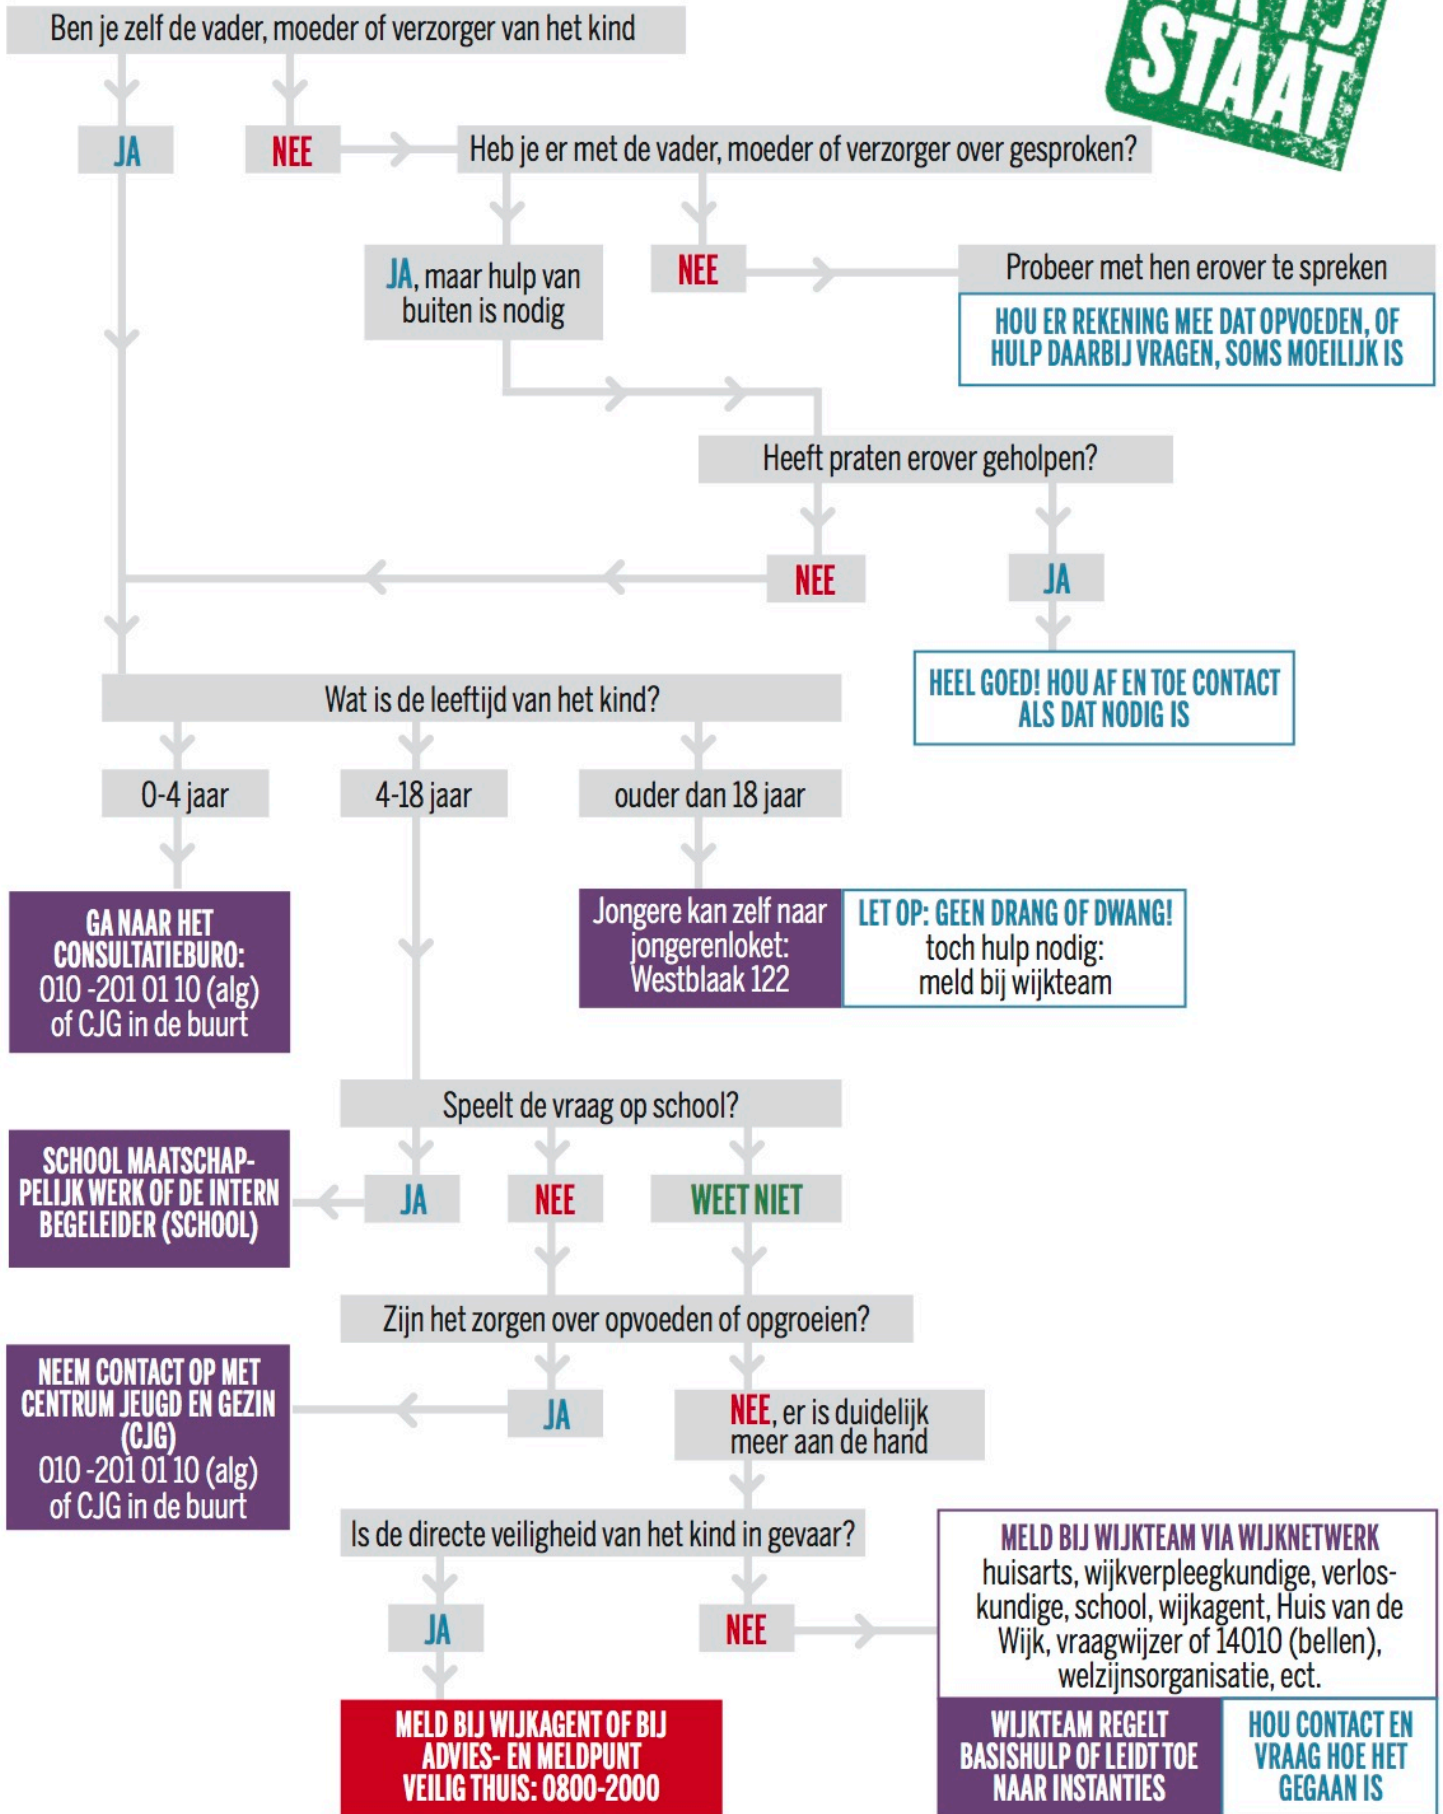 STAAT
Ben je zelf de vader, moeder of verzorger van het kind
JA
NEE
Heb je er met de vader, moeder of verzorger over gesproken?
JA, maar hulp van
buiten is nodig
NEE
Probeer met hen erover te spreken
HOU ER REKENING MEE DAT OPVOEDEN, OF
HULP DAARBIJ VRAGEN, SOMS MOEILIJK IS
Heeft praten erover geholpen?
NEE
JA
HEEL GOED! HOU AF EN TOE CONTACT
ALS DAT NODIG IS
Wat is de leeftijd van het kind?
0-4 jaar
4-18 jaar
ouder dan 18 jaar
GA NAAR HET
CONSULTATIEBURO:
010 -201 01 10 (alg)
of CJG in de buurt
Jongere kan zelf naar
jongerenloket:
Westblaak 122
LET OP: GEEN DRANG OF DWANG!
toch hulp nodig:
meld bij wijkteam
Speelt de vraag op school?
JA
NEE
WEET NIET
SCHOOL MAATSCHAP-
PELIJK WERK OF DE INTERN
BEGELEIDER (SCHOOL)
Zijn het zorgen over opvoeden of opgroeien?
JA
NEE, er is duidelijk
meer aan de hand
NEEM CONTACT OP MET
CENTRUM JEUGD EN GEZIN
(CJG)
010 -201 01 10 (alg)
of CJG in de buurt
Is de directe veiligheid van het kind in gevaar?
JA
NEE
MELD BIJ WIJKAGENT OF BIJ
ADVIES- EN MELDPUNT
VEILIG THUIS: 0800-2000
MELD BIJ WIJKTEAM VIA WIJKNETWERK
huisarts, wijkverpleegkundige, verlos-
kundige, school, wijkagent, Huis van de
Wijk, vraagwijzer of 14010 (bellen),
welzijnsorganisatie, ect.
WIJKTEAM REGELT
BASISHULP OF LEIDT TOE
NAAR INSTANTIES
HOU CONTACT EN
VRAAG HOE HET
GEGAAN IS